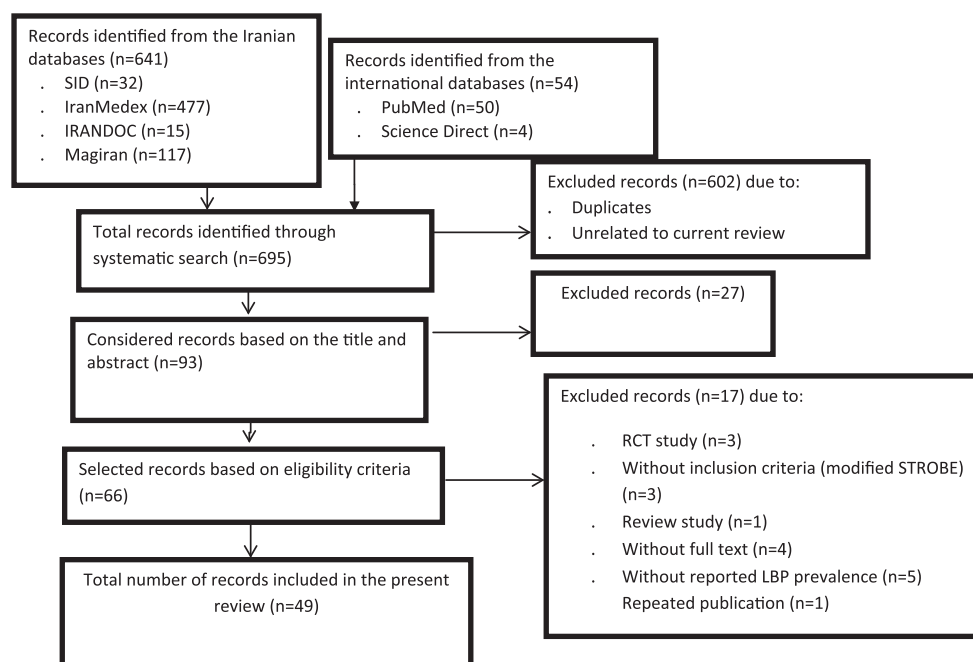 Records identified from the Iranian
databases (n=641)
. SID (n=32)
. IranMedex (n=477)
. IRANDOC (n=15)
. Magiran (n=117)
Records identified from the
international databases (n=54)
. PubMed (n=50)
. Science Direct (n=4)
Excluded records (n=602) due to:
. Duplicates
. Unrelated to current review
Total records identified through
systematic search (n=695)
Excluded records (n=27)
Considered records based on the title and
abstract (n=93)
Excluded records (n=17) due to:
. RCT study (n=3)
. Without inclusion criteria (modified STROBE)
(n=3)
. Review study (n=1)
. Without full text (n=4)
. Without reported LBP prevalence (n=5)
Repeated publication (n=1)
Selected records based on eligibility criteria
(n=66)
Total number of records included in the present
review (n=49)